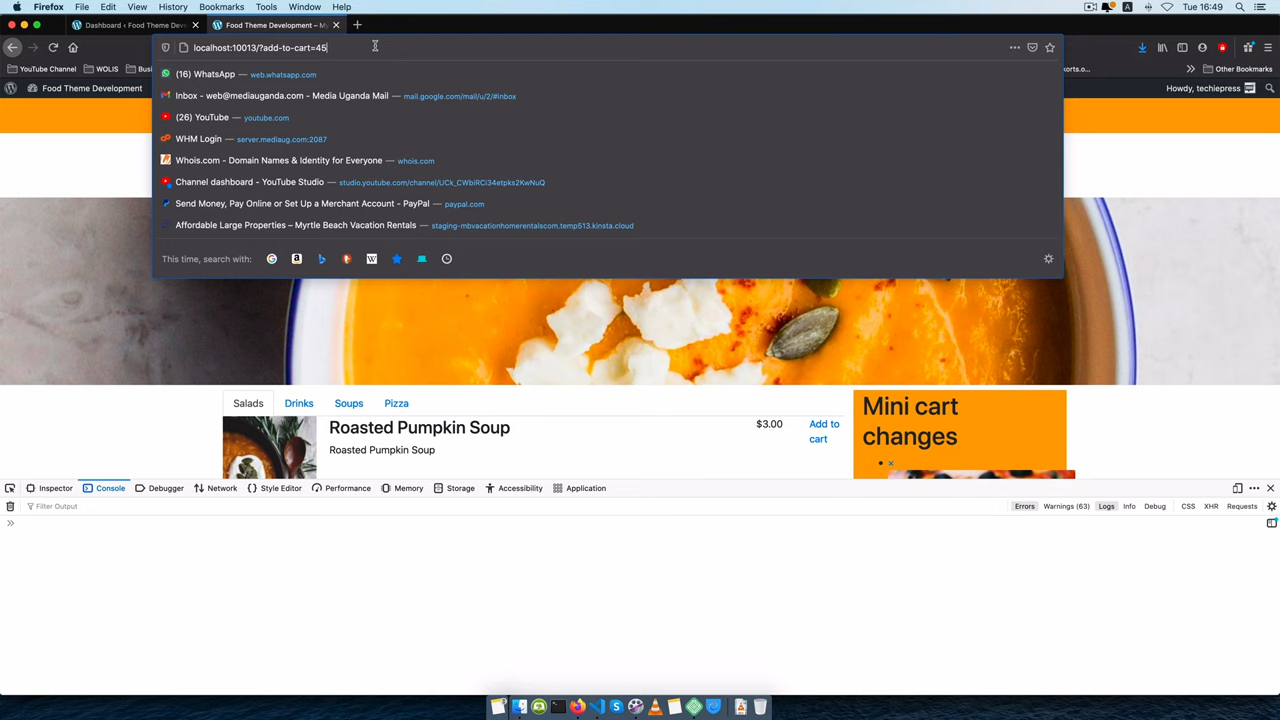 Firefox File Edit View History Bookmarks Tools Window Help Tue 16:49
Dashboard ‹ Food Theme Develo Food Theme Development – My
localhost:10013/?add-to-cart=45
(16) WhatsApp — web.whatsapp.com
Inbox - web@mediauganda.com - Media Uganda Mail — mail.google.com/mail/u/2/#inbox
(26) YouTube — youtube.com
WHM Login — server.mediaug.com:2087
Whois.com - Domain Names & Identity for Everyone — whois.com
Channel dashboard - YouTube Studio — studio.youtube.com/channel/UCk_CWbIRCi34etpks2KwNuQ
Send Money, Pay Online or Set Up a Merchant Account - PayPal — paypal.com
Affordable Large Properties – Myrtle Beach Vacation Rentals — staging-mbvacationhomerentalscom.temp513.kinsta.cloud
This time, search with:
YouTube Channel WOLIS Busi korts.o... Other Bookmarks
Food Theme Development Howdy, techiepress
Salads Drinks Soups Pizza
Roasted Pumpkin Soup $3.00 Add to cart
Roasted Pumpkin Soup
Mini cart
changes
×
Inspector Console Debugger Network Style Editor Performance Memory Storage Accessibility Application
Filter Output Errors Warnings (63) Logs Info Debug CSS XHR Requests